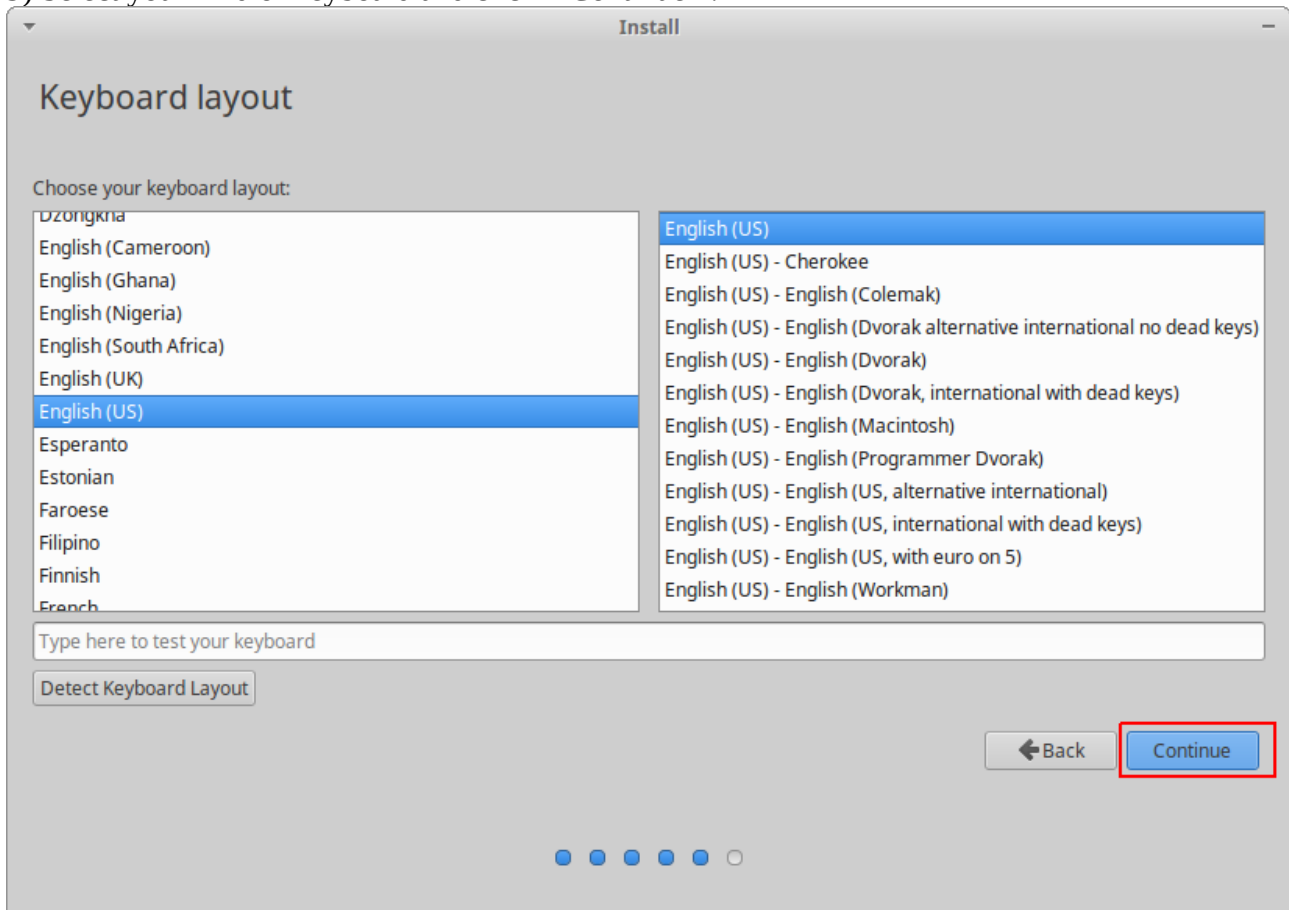 Install
Keyboard layout
Choose your keyboard layout:
Dzongkha
English (Cameroon)
English (Ghana)
English (Nigeria)
English (South Africa)
English (UK)
English (US)
Esperanto
Estonian
Faroese
Filipino
Finnish
French
English (US)
English (US) - Cherokee
English (US) - English (Colemak)
English (US) - English (Dvorak alternative international no dead keys)
English (US) - English (Dvorak)
English (US) - English (Dvorak, international with dead keys)
English (US) - English (Macintosh)
English (US) - English (Programmer Dvorak)
English (US) - English (US, alternative international)
English (US) - English (US, international with dead keys)
English (US) - English (US, with euro on 5)
English (US) - English (Workman)
Type here to test your keyboard
Detect Keyboard Layout
Back
Continue